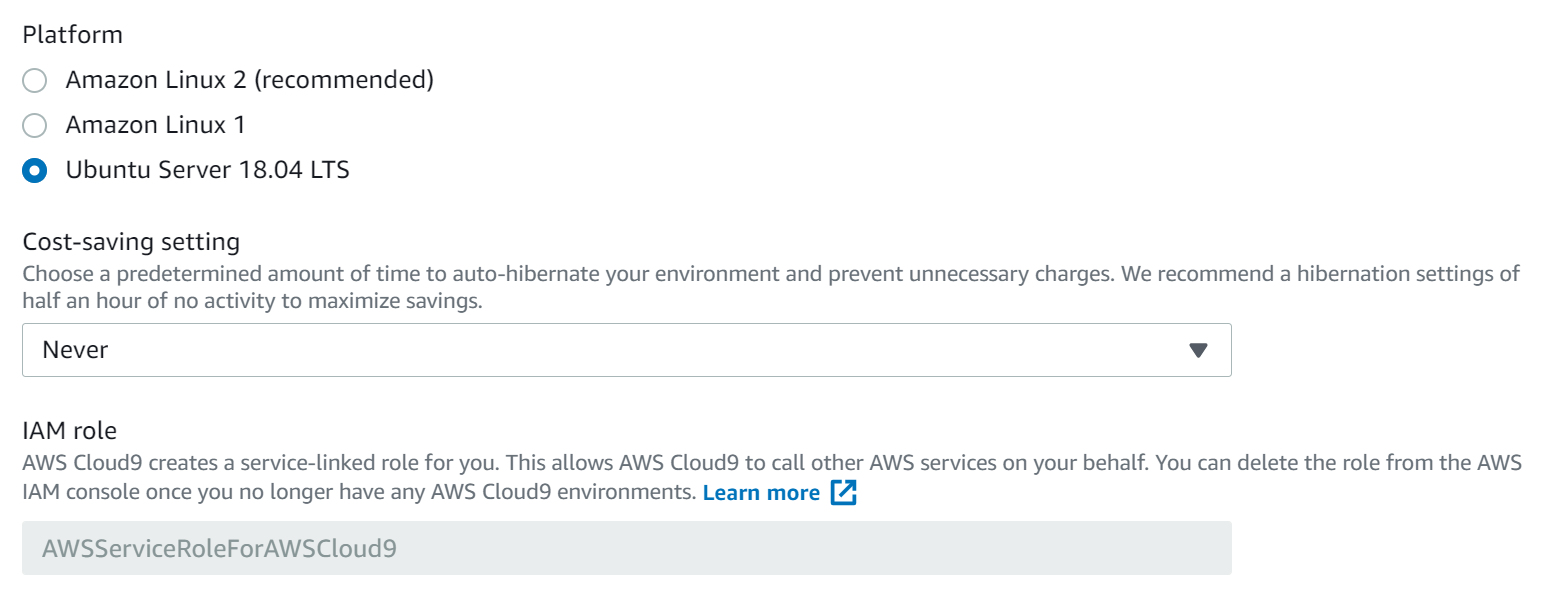 Platform
Amazon Linux 2 (recommended)
Amazon Linux 1
Ubuntu Server 18.04 LTS
Cost-saving setting
Choose a predetermined amount of time to auto-hibernate your environment and prevent unnecessary charges. We recommend a hibernation settings of
half an hour of no activity to maximize savings.
Never
IAM role
AWS Cloud9 creates a service-linked role for you. This allows AWS Cloud9 to call other AWS services on your behalf. You can delete the role from the AWS
IAM console once you no longer have any AWS Cloud9 environments. Learn more
AWSServiceRoleForAWSCloud9